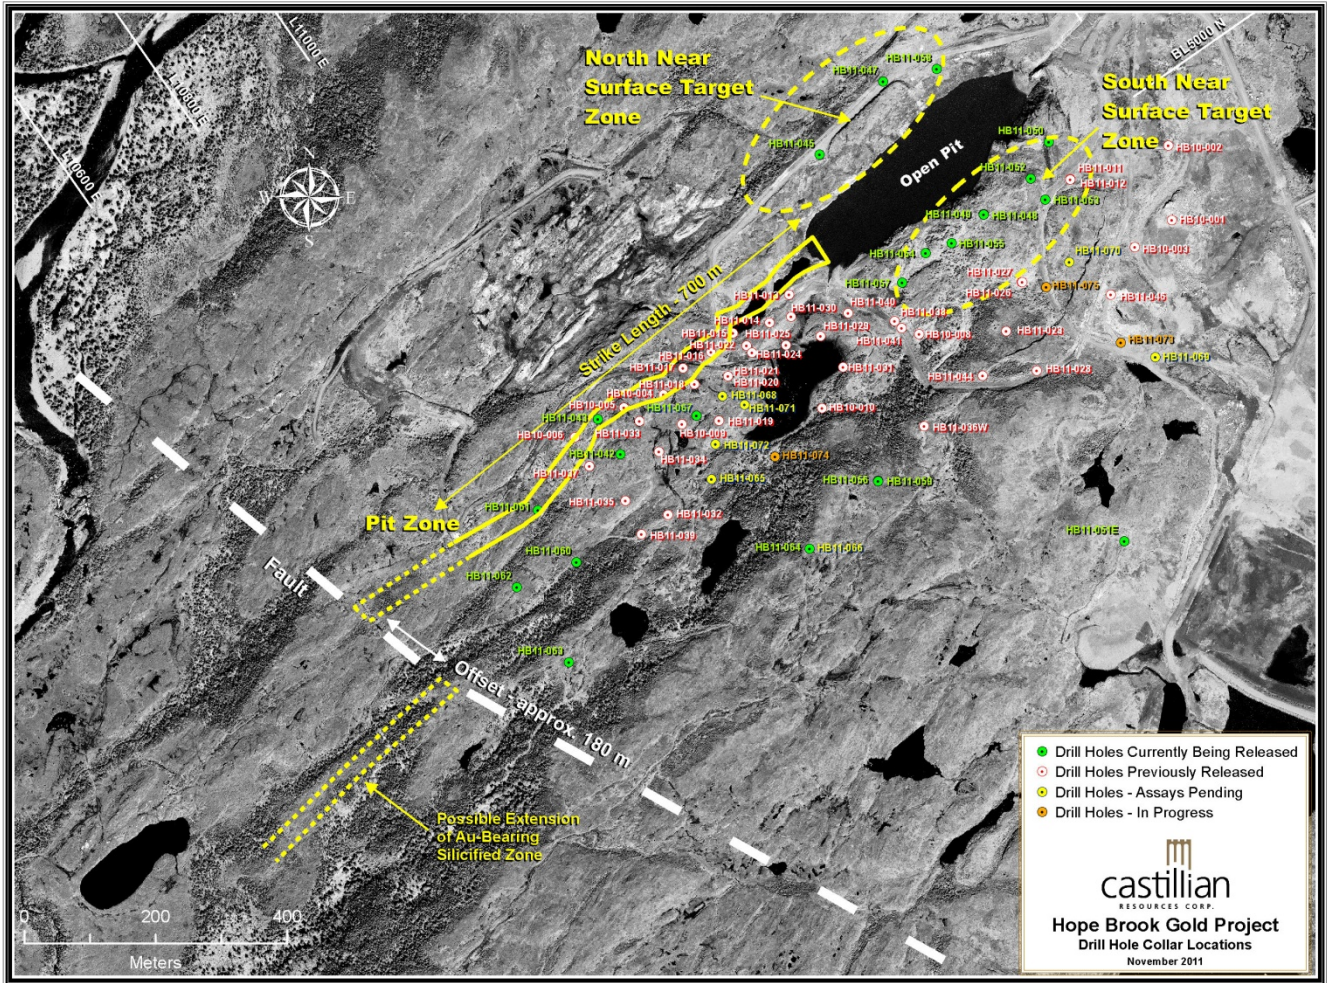 L11000 E
L10800 E
L10600
BL5000 N
North Near
Surface Target
Zone
South Near
Surface Target
Zone
Open Pit
N
W
E
S
HB11-047
HB11-045
HB11-050
HB11-052
HB11-053
HB11-049
HB11-048
HB11-055
HB11-054
HB11-057
HB10-002
HB11-011
HB11-012
HB10-001
HB10-003
HB11-070
HB11-027
HB11-026
HB11-075
HB11-046
HB11-013
HB11-030
HB11-040
HB11-038
HB11-014
HB11-015
HB11-025
HB11-029
HB11-041
HB10-008
HB11-023
HB11-073
HB11-069
HB11-022
HB11-024
HB11-016
HB11-017
HB11-021
HB11-020
HB11-031
HB11-044
HB11-028
HB11-018
HB10-004
HB11-068
HB11-071
HB10-005
HB11-067
HB10-010
HB11-043
HB11-033
HB10-009
HB11-019
HB11-036W
HB10-006
HB11-072
HB11-042
HB11-034
HB11-074
HB11-037
HB11-065
HB11-056
HB11-059
HB11-035
HB11-061
HB11-032
HB11-039
HB11-051E
HB11-064
HB11-066
HB11-060
HB11-062
Strike Length - 700 m
Pit Zone
Fault
Offset - approx. 180 m
Possible Extension
of Au-Bearing
Silicified Zone
0 200 400
Meters
Drill Holes Currently Being Released
Drill Holes Previously Released
Drill Holes - Assays Pending
Drill Holes - In Progress
castillian
RESOURCES CORP.
Hope Brook Gold Project
Drill Hole Collar Locations
November 2011